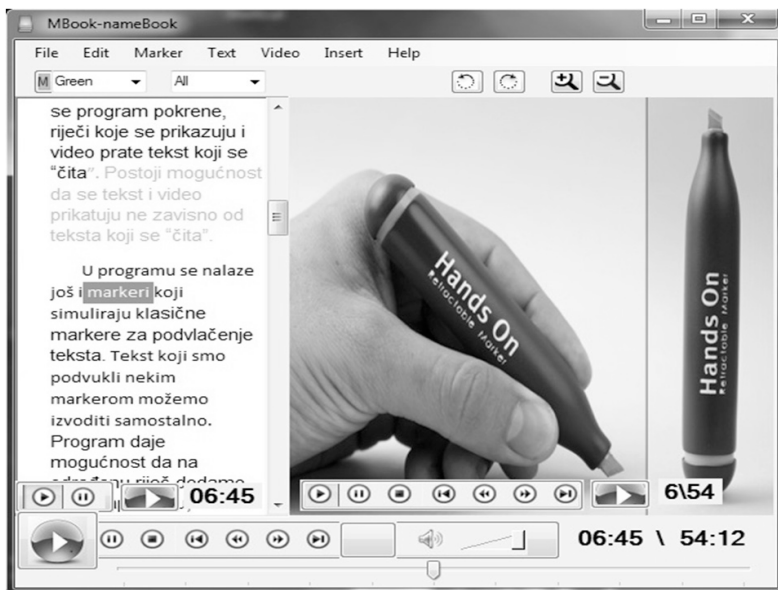 MBook-nameBook
File Edit Marker Text Video Insert Help
M Green All
se program pokrene,
riječi koje se prikazuju i
video prate tekst koji se
“čita”. Postoji mogućnost
da se tekst i video
prikatuju ne zavisno od
teksta koji se “čita”.
U programu se nalaze
još i markeri koji
simuliraju klasične
markere za podvlačenje
teksta. Tekst koji smo
podvukli nekim
markerom možemo
izvoditi samostalno.
Program daje
mogućnost da na
određenu riječ dodamo
06:45
Hands On
Retractable Marker
Hands On
Retractable Marker
6\54
06:45 \ 54:12